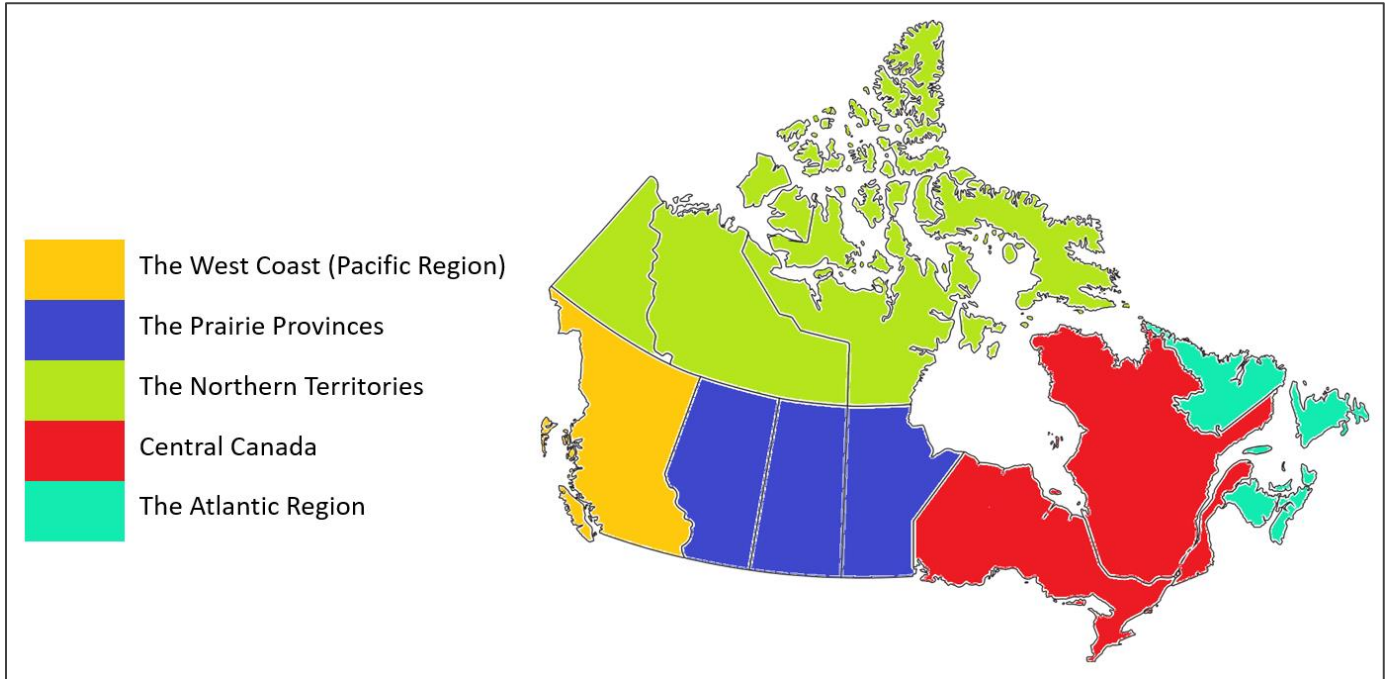 The West Coast (Pacific Region)
The Prairie Provinces
The Northern Territories
Central Canada
The Atlantic Region